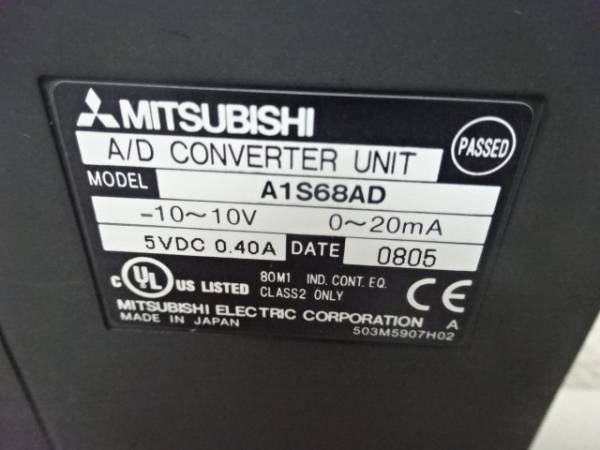 MITSUBISHI
A/D CONVERTER UNIT
PASSED
MODEL A1S68AD
-10~10V 0~20mA
5VDC 0.40A DATE 0805
C UL US LISTED 80M1 IND. CONT. EQ. CLASS2 ONLY CE
MITSUBISHI ELECTRIC CORPORATION A
MADE IN JAPAN 503M5907H02